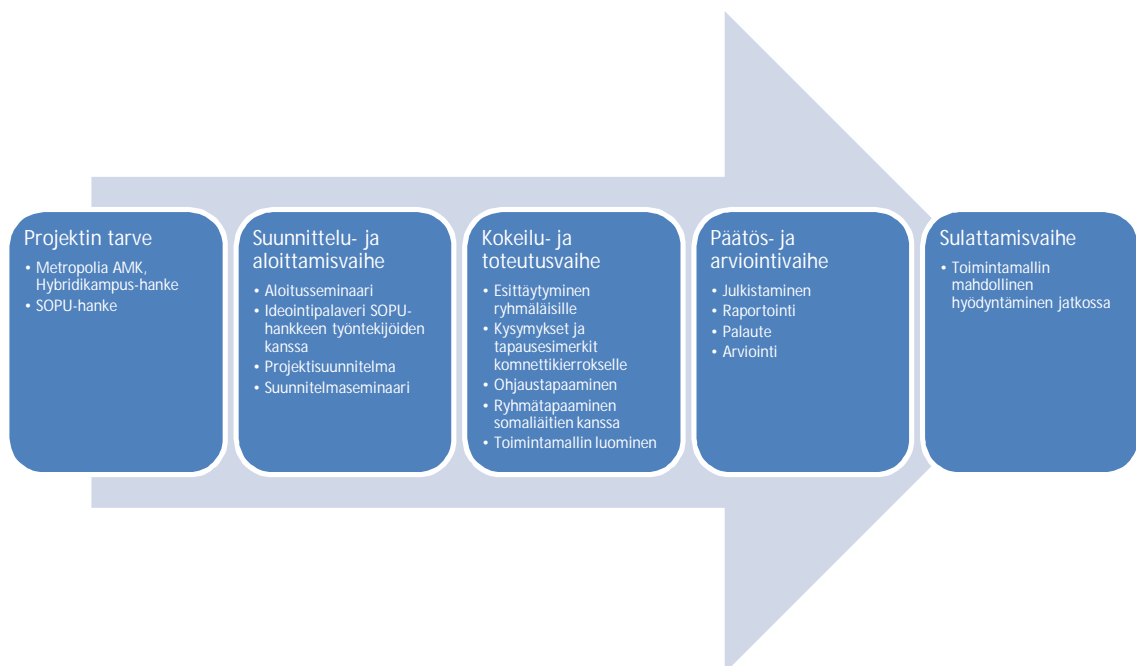 Projektin tarve
• Metropolia AMK,
Hybridikampus-hanke
• SOPU-hanke
Suunnittelu- ja
aloittamisvaihe
• Aloitusseminaari
• Ideointipalaveri SOPU-
hankkeen työntekijöiden
kanssa
• Projektisuunnitelma
• Suunnitelmaseminaari
Kokeilu- ja
toteutusvaihe
• Esittäytyminen
ryhmäläisille
• Kysymykset ja
tapausesimerkit
komnettikierrokselle
• Ohjaustapaaminen
• Ryhmätapaaminen
somaliäitien kanssa
• Toimintamallin luominen
Päätös- ja
arviointivaihe
• Julkistaminen
• Raportointi
• Palaute
• Arviointi
Sulattamisvaihe
• Toimintamallin
mahdollinen
hyödyntäminen jatkossa